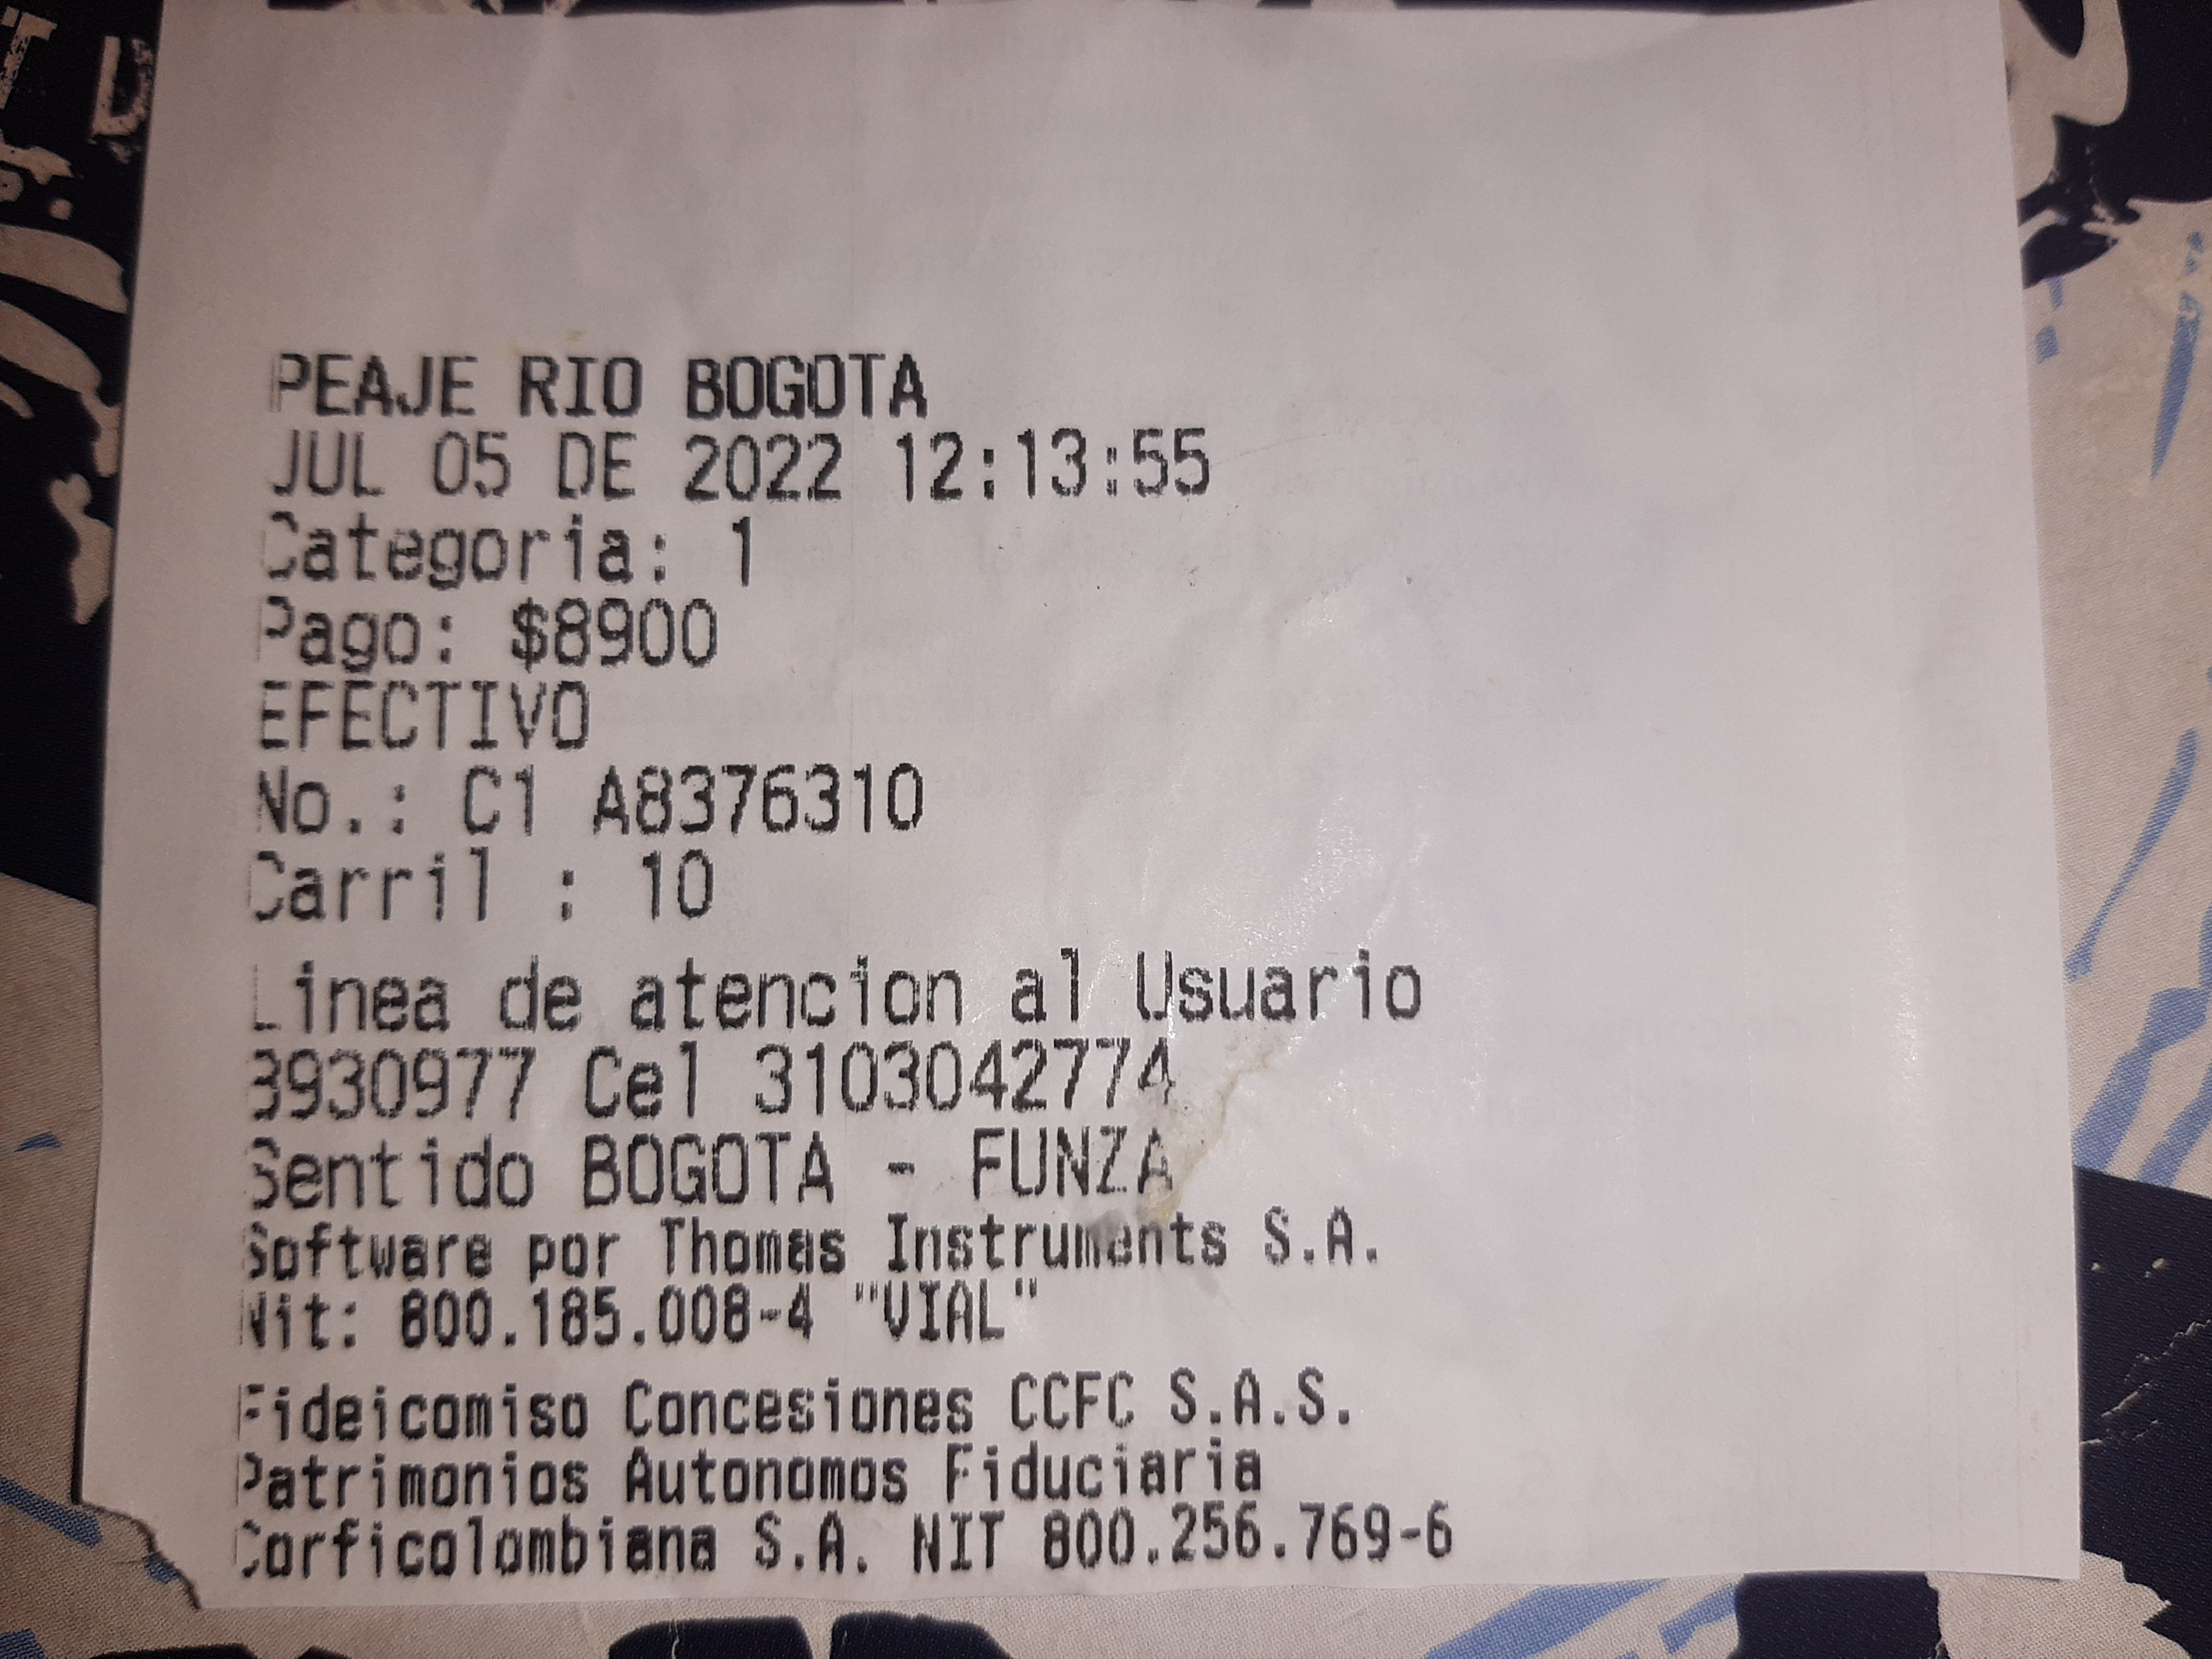 PEAJE RIO BOGOTA
JUL 05 DE 2022 12:13:55
Categoria: 1
Pago: $8900
EFECTIVO
No.: C1 A8376310
Carril : 10
Linea de atencion al Usuario
3930977 Cel 3103042774
Sentido BOGOTA - FUNZA
Software por Thomas Instruments S.A.
Nit: 800.185.008-4 "VIAL"
Fideicomiso Concesiones CCFC S.A.S.
Patrimonios Autonomos Fiduciaria
Corficolombiana S.A. NIT 800.256.769-6